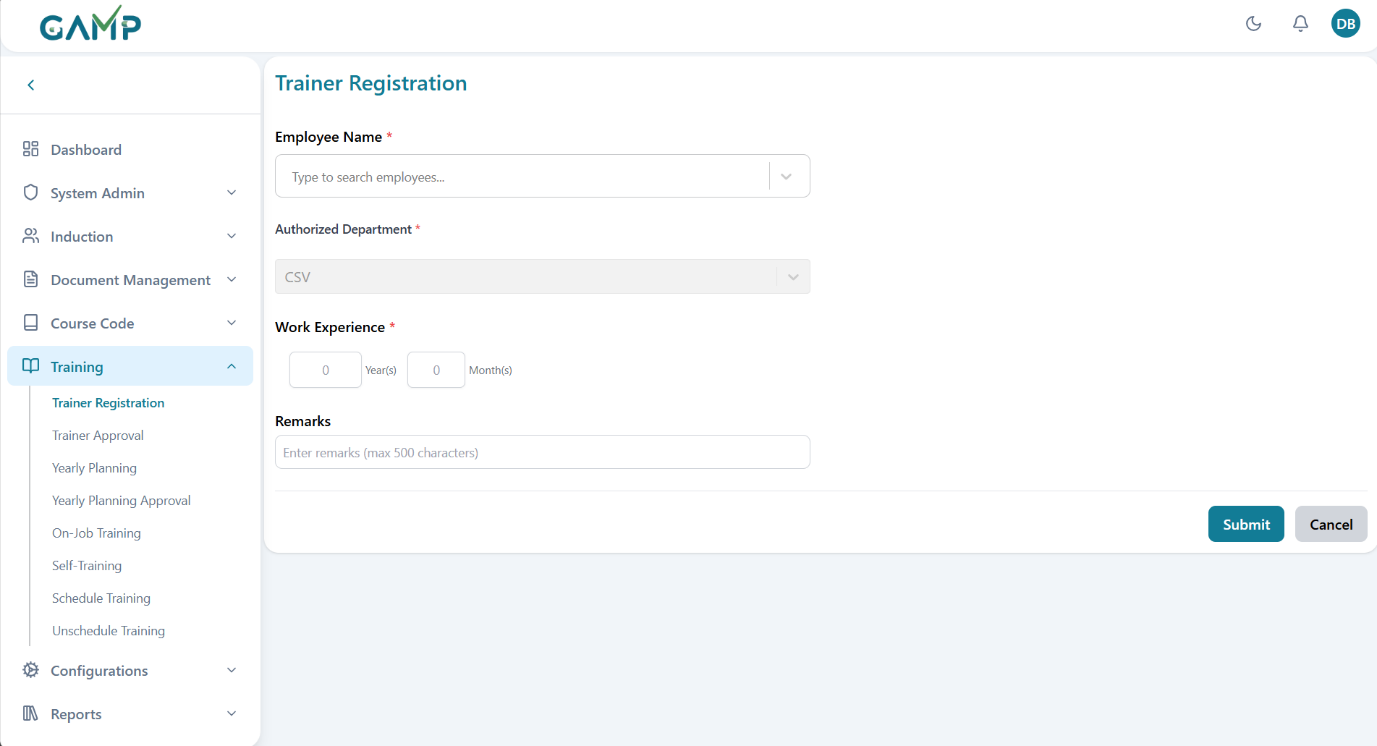 GAMP
DB
Trainer Registration
Employee Name *
Type to search employees...
Authorized Department *
CSV
Work Experience *
0 Year(s) 0 Month(s)
Remarks
Enter remarks (max 500 characters)
Submit Cancel
Dashboard
System Admin
Induction
Document Management
Course Code
Training
Trainer Registration
Trainer Approval
Yearly Planning
Yearly Planning Approval
On-Job Training
Self-Training
Schedule Training
Unschedule Training
Configurations
Reports